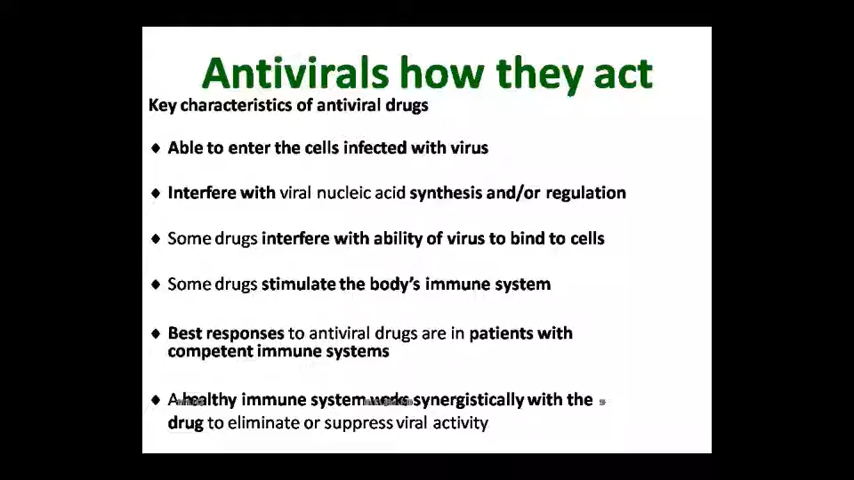 Antivirals how they act
Key characteristics of antiviral drugs
♦ Able to enter the cells infected with virus
♦ Interfere with viral nucleic acid synthesis and/or regulation
♦ Some drugs interfere with ability of virus to bind to cells
♦ Some drugs stimulate the body's immune system
♦ Best responses to antiviral drugs are in patients with
competent immune systems
♦ A healthy immune system works synergistically with the
drug to eliminate or suppress viral activity